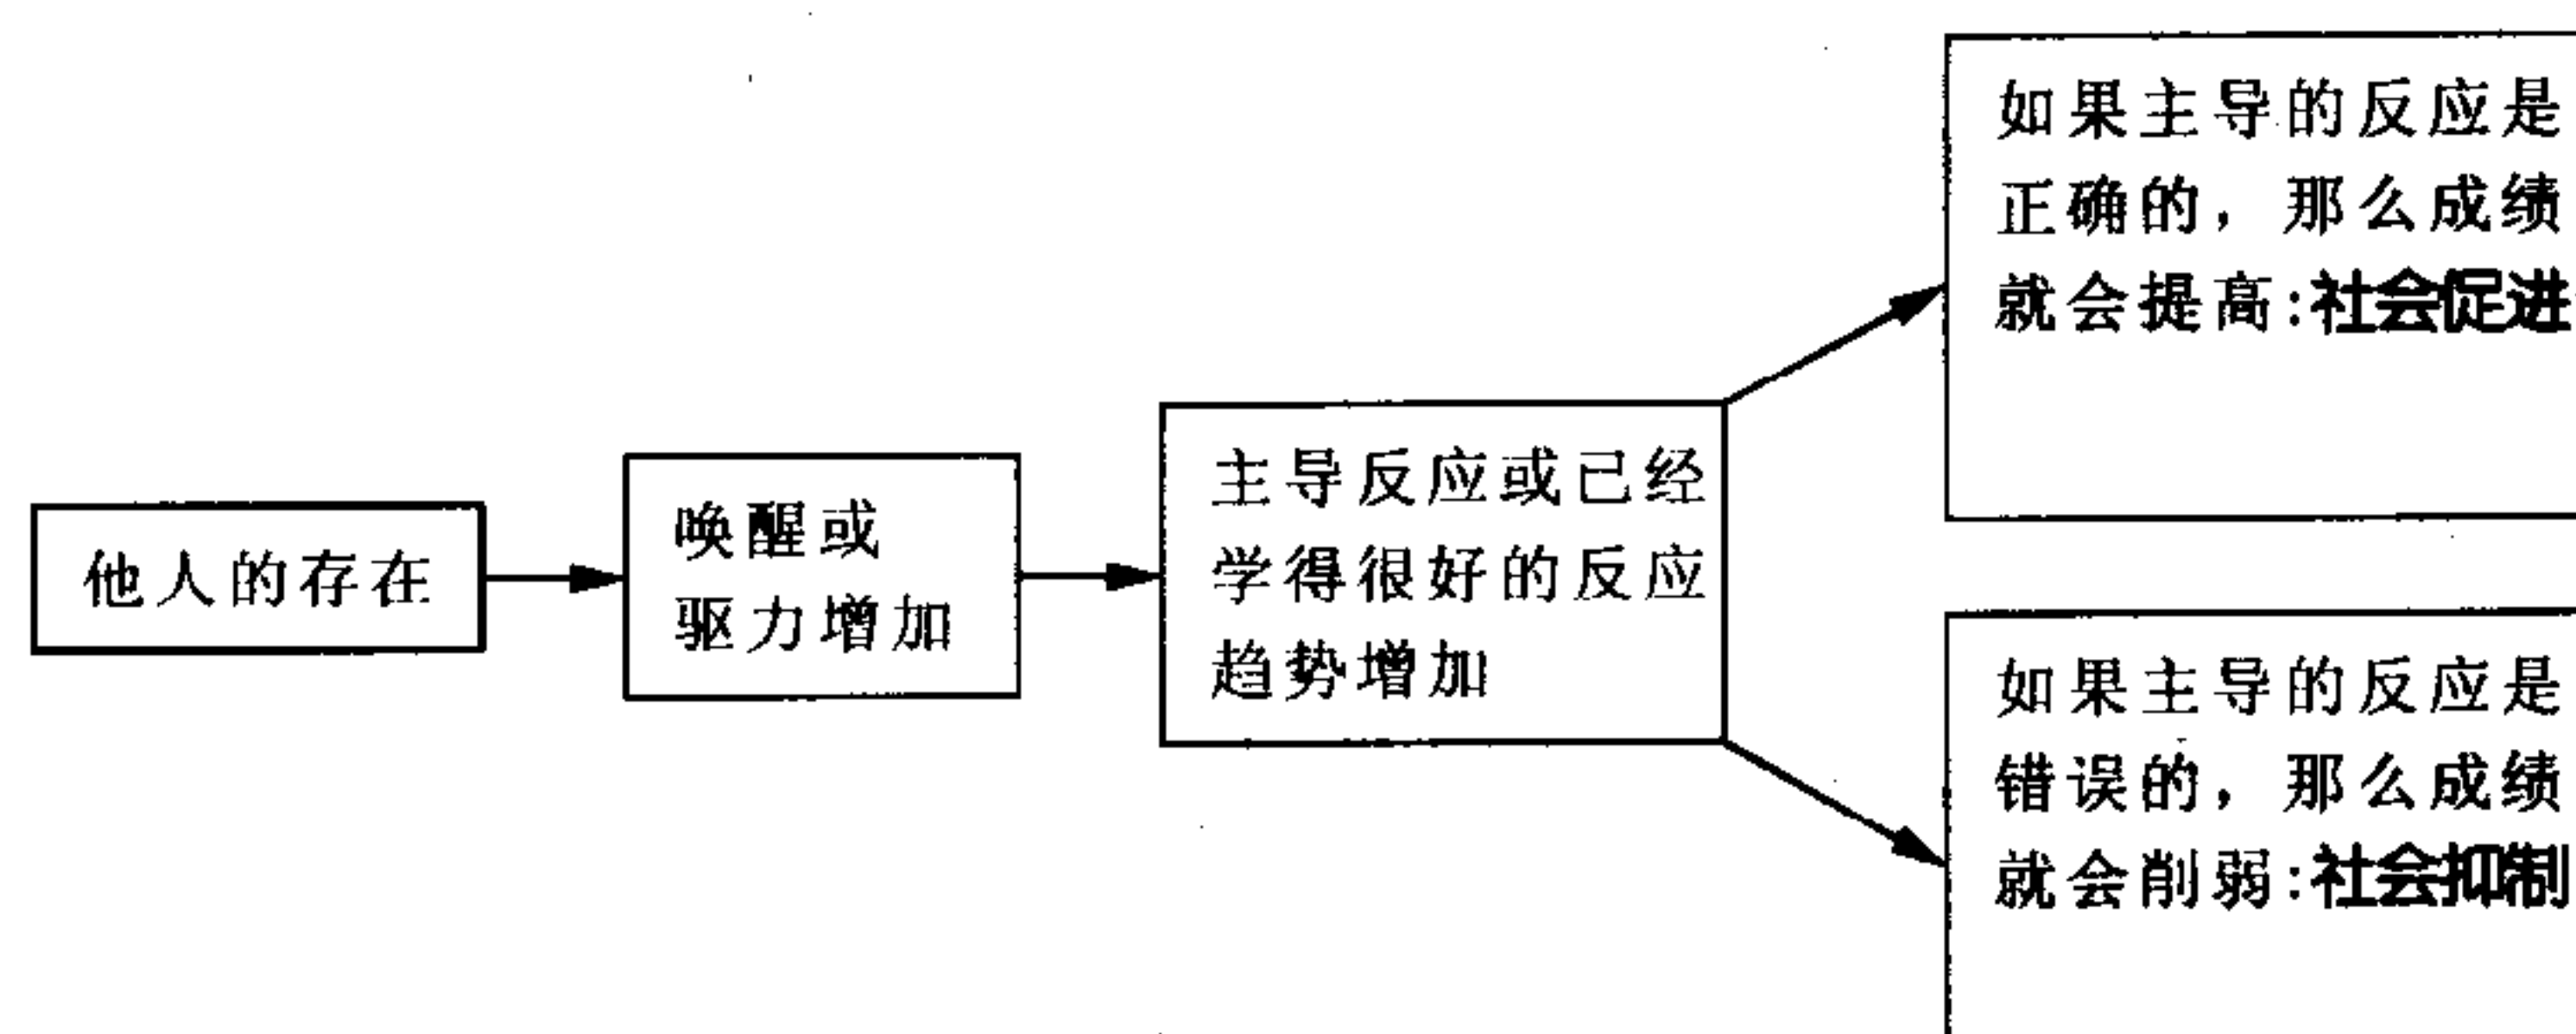 他人的存在
唤醒或
驱力增加
主导反应或已经
学得很好的反应
趋势增加
如果主导的反应是
正确的，那么成绩
就会提高:社会促进
如果主导的反应是
错误的，那么成绩
就会削弱:社会抑制